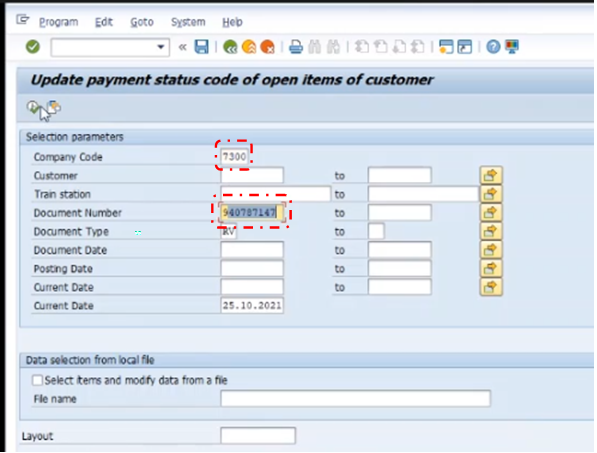 Program Edit Goto System Help
Update payment status code of open items of customer
Selection parameters
Company Code 7300
Customer to
Train station to
Document Number 940787147 to
Document Type RV to
Document Date to
Posting Date to
Current Date to
Current Date 25.10.2021
Data selection from local file
Select items and modify data from a file
File name
Layout